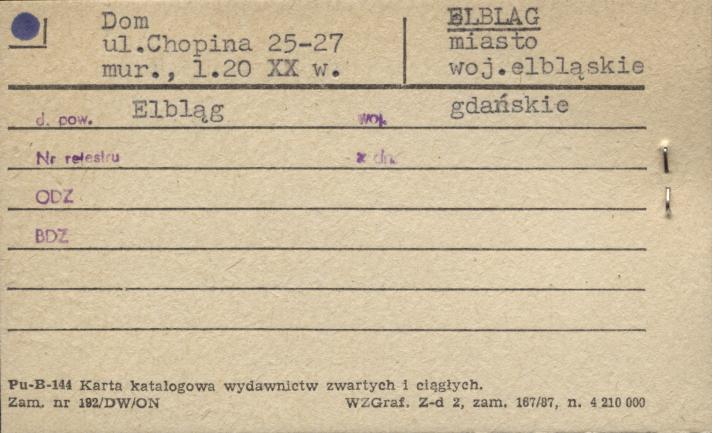 Dom
ul.Chopina 25-27
mur., l.20 XX w.
ELBLĄG
miasto
woj.elbląskie
d. pow. Elbląg woj. gdańskie
Nr rejestru z dn.
ODZ
BDZ
Pu-B-144 Karta katalogowa wydawnictw zwartych i ciągłych.
Zam. nr 192/DW/ON WZGraf. Z-d 2, zam. 167/87, n. 4 210 000